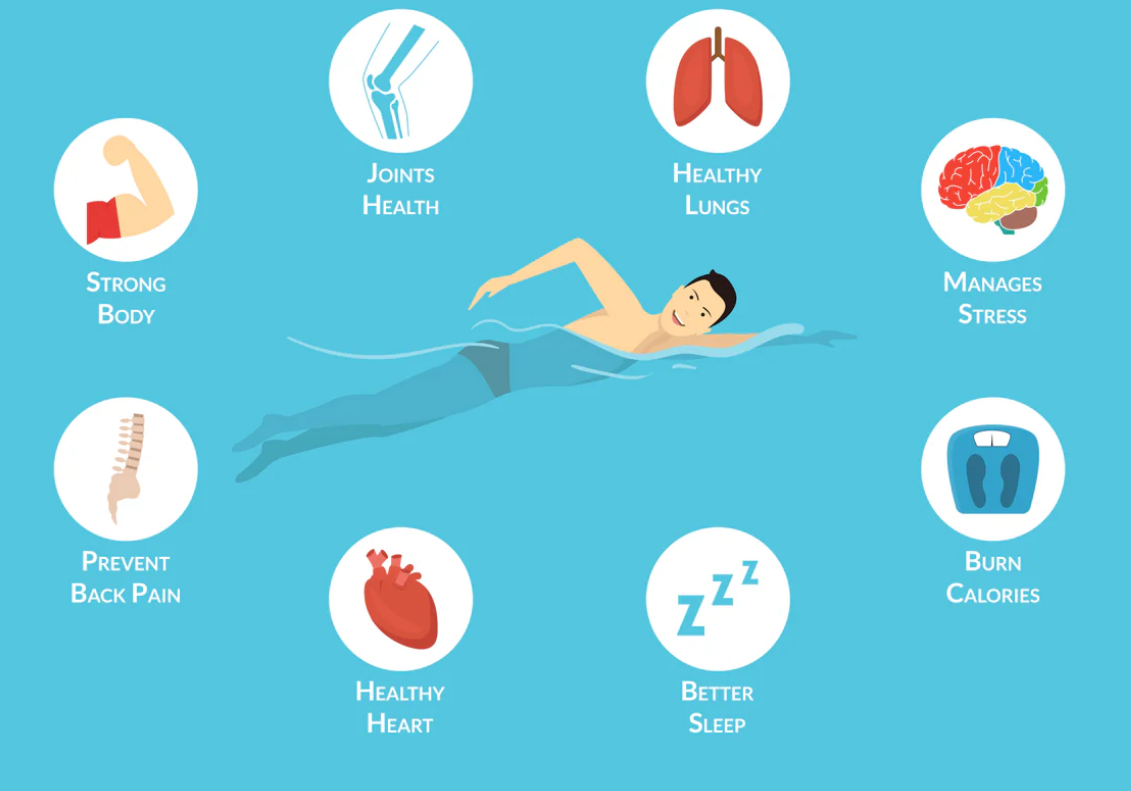 Joints
Health
Healthy
Lungs
Strong
Body
Manages
Stress
Prevent
Back Pain
Burn
Calories
Healthy
Heart
z z z
Better
Sleep